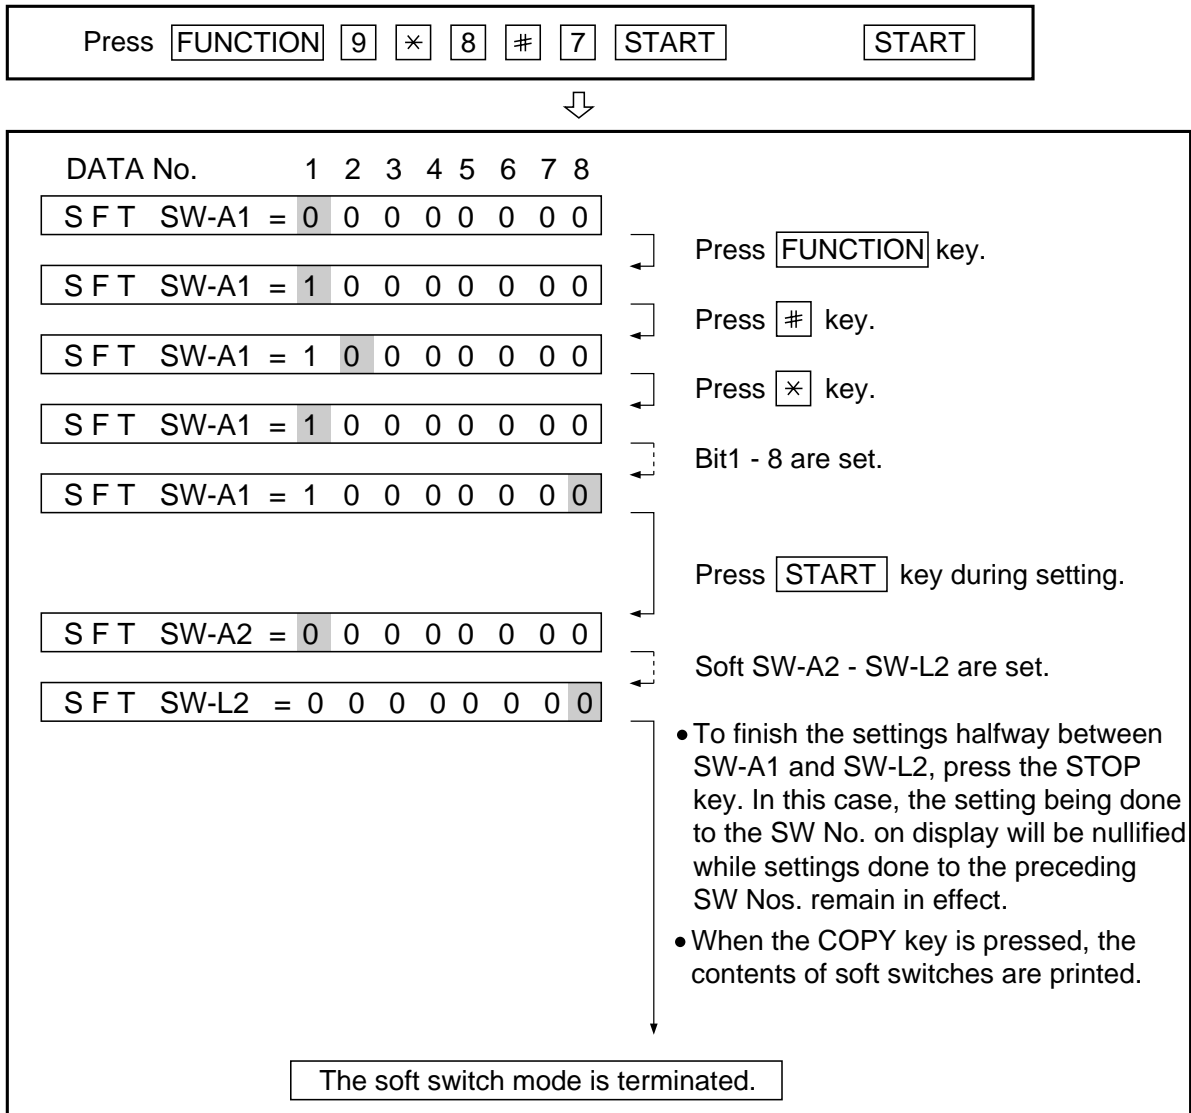 Press FUNCTION 9 * 8 # 7 START START
DATA No. 1 2 3 4 5 6 7 8
SFT SW-A1 = 0 0 0 0 0 0 0 0
Press FUNCTION key.
SFT SW-A1 = 1 0 0 0 0 0 0 0
Press # key.
SFT SW-A1 = 1 0 0 0 0 0 0 0
Press * key.
SFT SW-A1 = 1 0 0 0 0 0 0 0
Bit1 - 8 are set.
SFT SW-A1 = 1 0 0 0 0 0 0 0
Press START key during setting.
SFT SW-A2 = 0 0 0 0 0 0 0 0
Soft SW-A2 - SW-L2 are set.
SFT SW-L2 = 0 0 0 0 0 0 0 0
• To finish the settings halfway between
SW-A1 and SW-L2, press the STOP
key. In this case, the setting being done
to the SW No. on display will be nullified
while settings done to the preceding
SW Nos. remain in effect.
• When the COPY key is pressed, the
contents of soft switches are printed.
The soft switch mode is terminated.